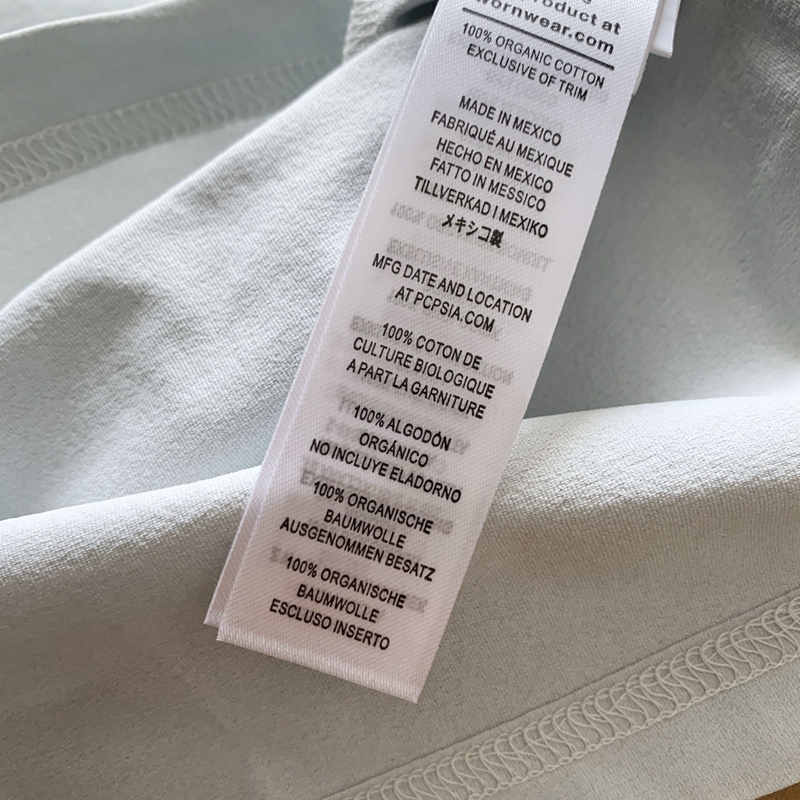 product at
wornwear.com
100% ORGANIC COTTON
EXCLUSIVE OF TRIM
MADE IN MEXICO
FABRIQUÉ AU MEXIQUE
HECHO EN MEXICO
FATTO IN MESSICO
TILLVERKAD I MEXIKO
メキシコ製
MFG DATE AND LOCATION
AT PCPSIA.COM
100% COTON DE
CULTURE BIOLOGIQUE
A PART LA GARNITURE
100% ALGODÓN
ORGÁNICO
NO INCLUYE ELADORNO
100% ORGANISCHE
BAUMWOLLE
AUSGENOMMEN BESATZ
100% ORGANISCHE
BAUMWOLLE
ESCLUSO INSERTO